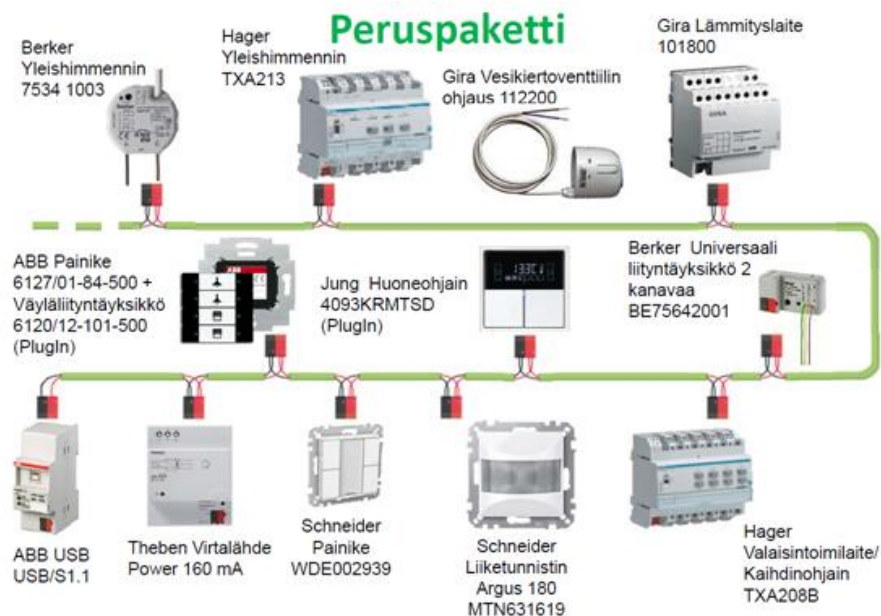 Peruspaketti
Berker
Yleishimmennin
7534 1003
Hager
Yleishimmennin
TXA213
Gira Vesikiertoventtiilin
ohjaus 112200
Gira Lämmityslaite
101800
GIRA
ABB Painike
6127/01-84-500 +
Väyläliityntäyksikkö
6120/12-101-500
(PlugIn)
ABB
Jung Huoneohjain
4093KRMTSD
(PlugIn)
Berker Universaali
liityntäyksikkö 2
kanavaa
BE75642001
ABB USB
USB/S1.1
Theben Virtalähde
Power 160 mA
Schneider
Painike
WDE002939
Schneider
Liiketunnistin
Argus 180
MTN631619
Hager
Valaisintoimilaite/
Kaihdinohjain
TXA208B